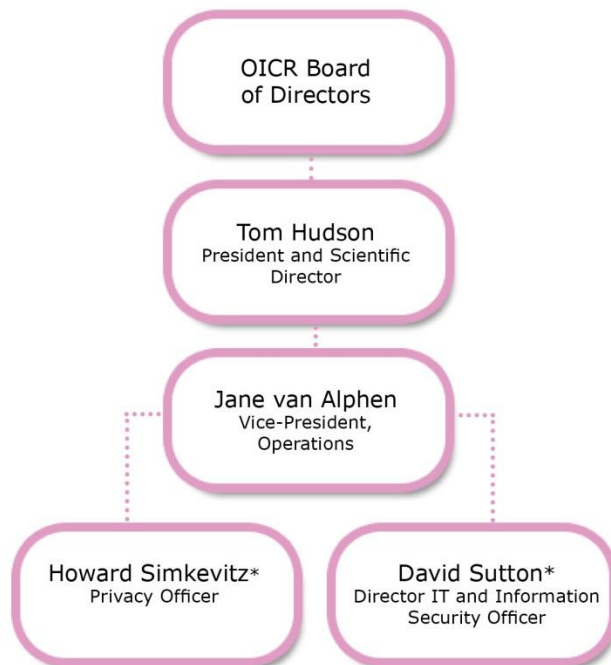 OICR Board
of Directors
Tom Hudson
President and Scientific
Director
Jane van Alphen
Vice-President,
Operations
Howard Simkevitz*
Privacy Officer
David Sutton*
Director IT and Information
Security Officer